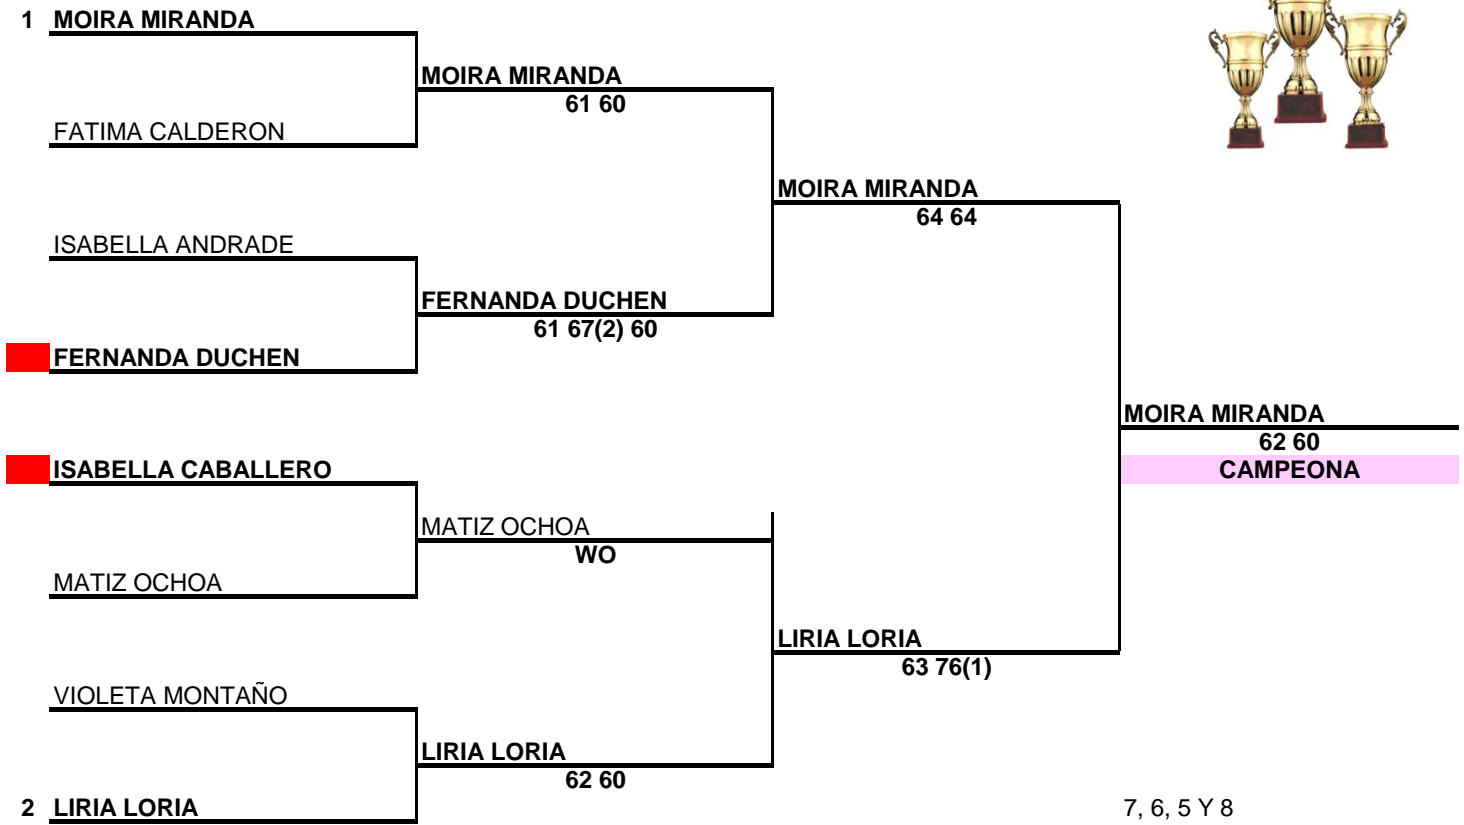 1 MOIRA MIRANDA
MOIRA MIRANDA
61 60
FATIMA CALDERON
MOIRA MIRANDA
64 64
ISABELLA ANDRADE
FERNANDA DUCHEN
61 67(2) 60
FERNANDA DUCHEN
MOIRA MIRANDA
62 60
ISABELLA CABALLERO
CAMPEONA
MATIZ OCHOA
WO
MATIZ OCHOA
LIRIA LORIA
63 76(1)
VIOLETA MONTAÑO
LIRIA LORIA
62 60
2 LIRIA LORIA
7, 6, 5 Y 8